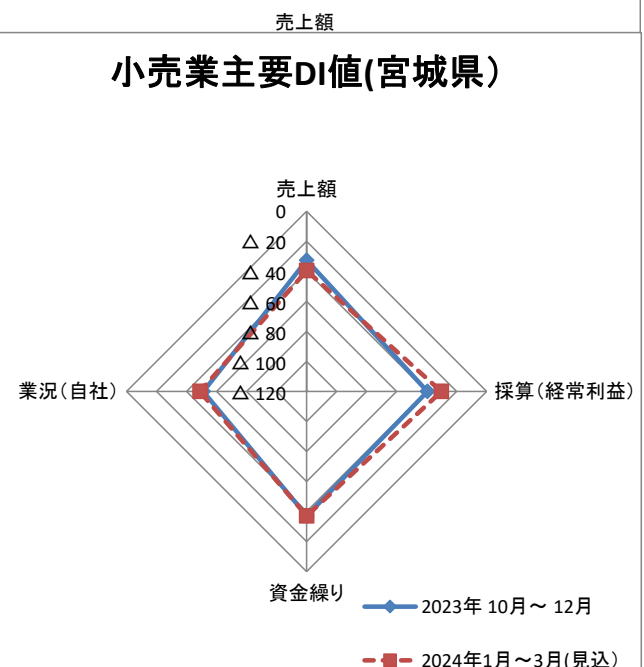 売上額
小売業主要DI値(宮城県）
売上額
0
△ 20
△ 40
△ 60
△ 80
△ 100
△ 120
業況（自社）
採算（経常利益）
資金繰り
2023年 10月～ 12月
2024年1月～3月(見込）